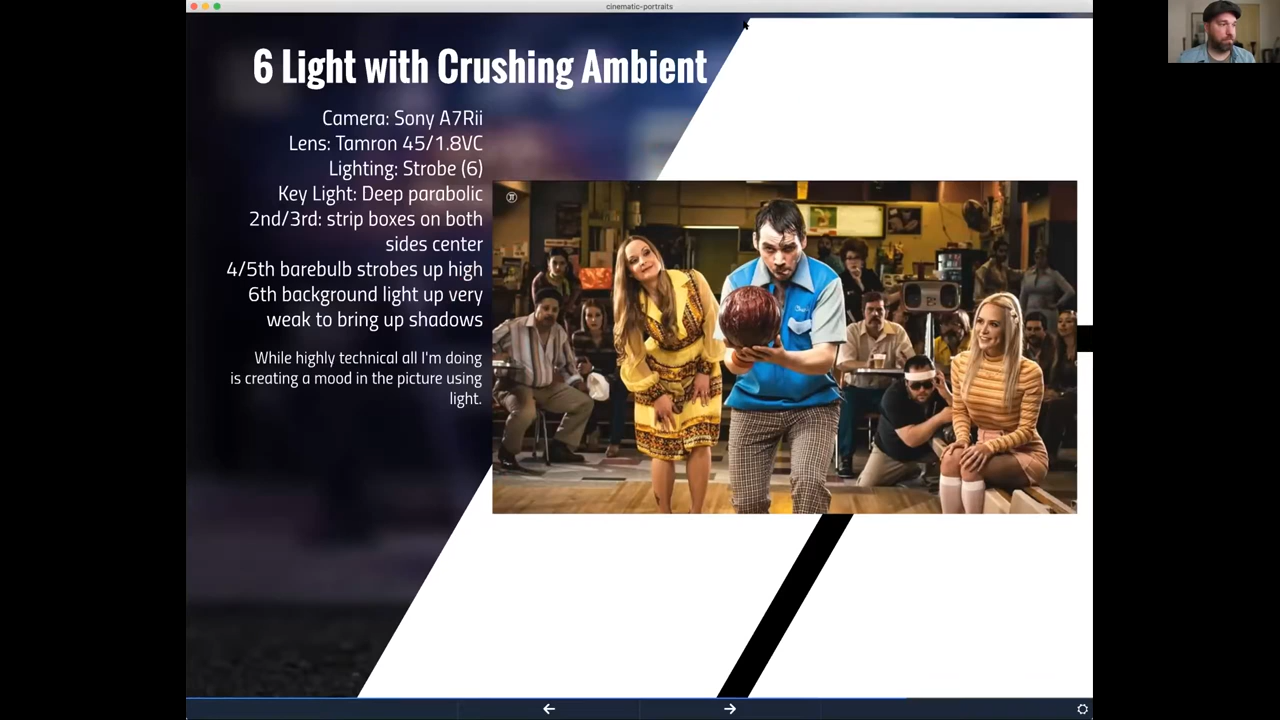 cinematic-portraits
6 Light with Crushing Ambient
Camera: Sony A7Rii
Lens: Tamron 45/1.8VC
Lighting: Strobe (6)
Key Light: Deep parabolic
2nd/3rd: strip boxes on both
sides center
4/5th barebulb strobes up high
6th background light up very
weak to bring up shadows
While highly technical all I'm doing
is creating a mood in the picture using
light.